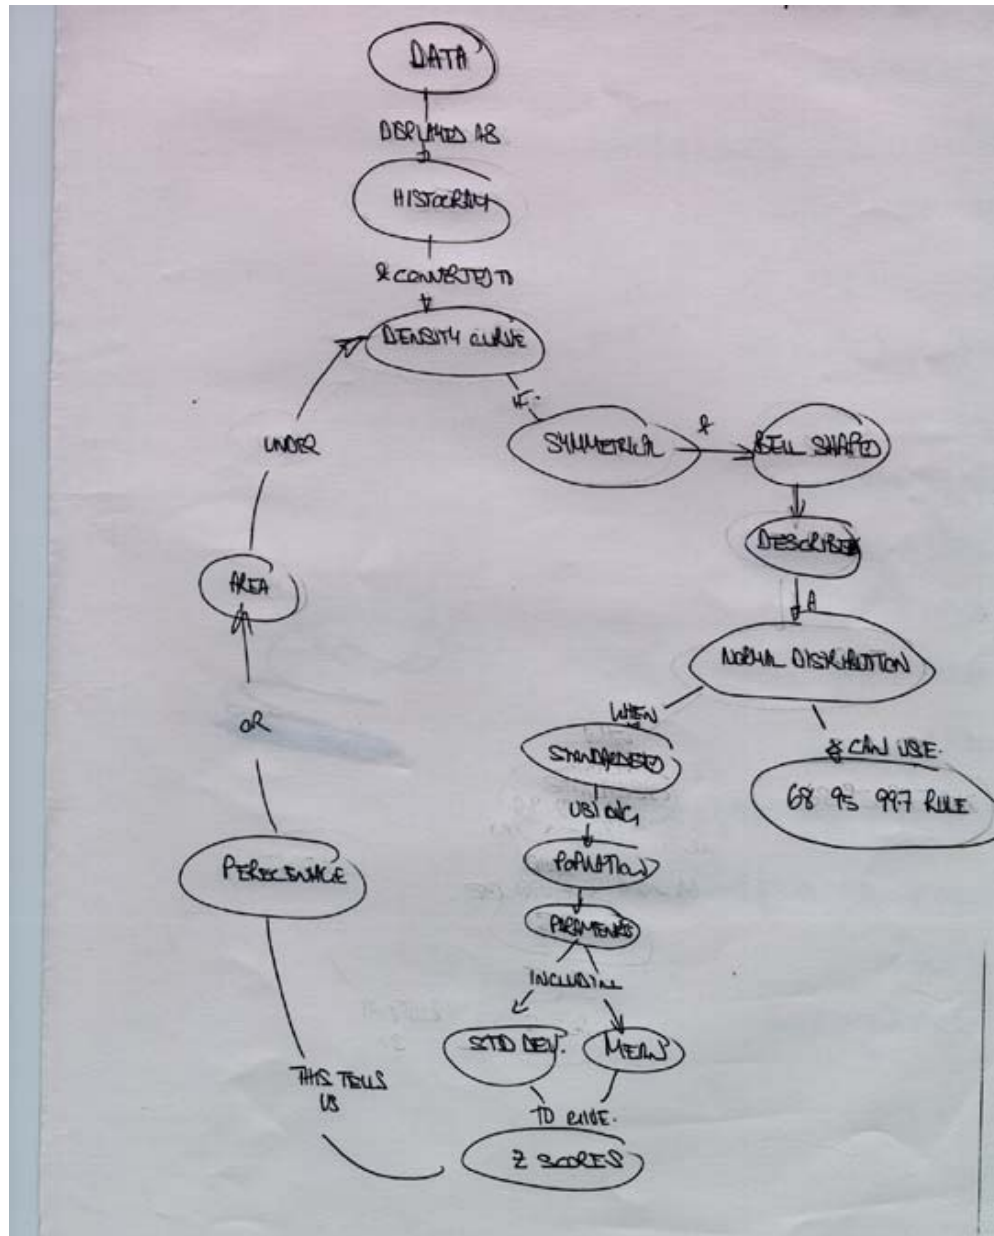 DATA
DISPLAYED AS.
HISTOGRAM
& CONVERTED TO
DENSITY CURVE
IF.
SYMMETRICAL
&
BELL SHAPED
DESCRIBES
A
NORMAL DISTRIBUTION
WHEN
& CAN USE.
STANDARDISED
68 95 99.7 RULE
USING
POPULATION
PARAMENTERS
INCLUDING
STD DEV.
MEAN
TO GIVE.
Z SCORES
THIS TELLS
US
PERECENTAGE
OR
AREA
UNDER